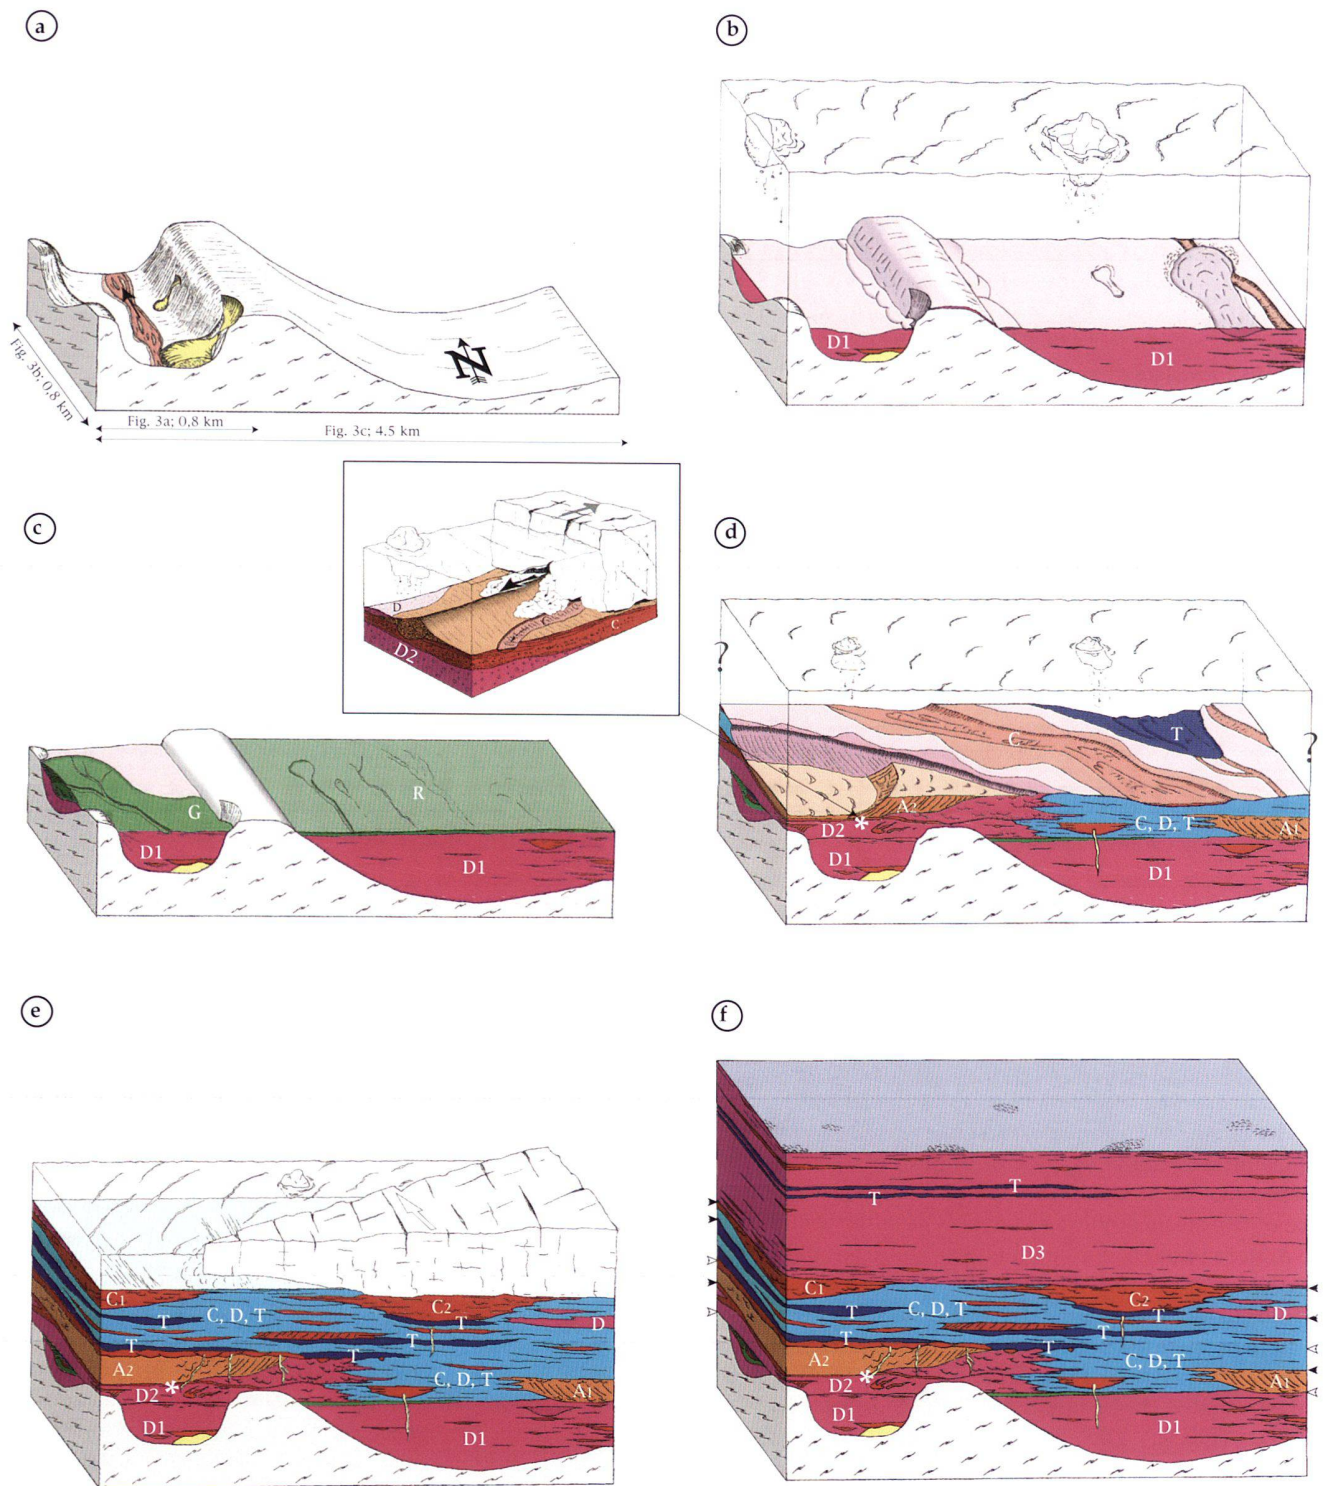 a
b
N
Fig. 3b; 0.8 km
Fig. 3a; 0.8 km
Fig. 3c; 4.5 km
D1
D1
c
D
C
C
D2
G
R
D1
D1
d
?
?
C
T
A2
*
D2
C, D, T
A1
D1
D1
e
C1
C, D, T
C2
T
T
D
T
T
A2
C, D, T
D2
*
A1
D1
D1
f
T
T
D3
C1
C, D, T
C2
T
T
D
T
T
A2
C, D, T
D2
*
A1
D1
D1